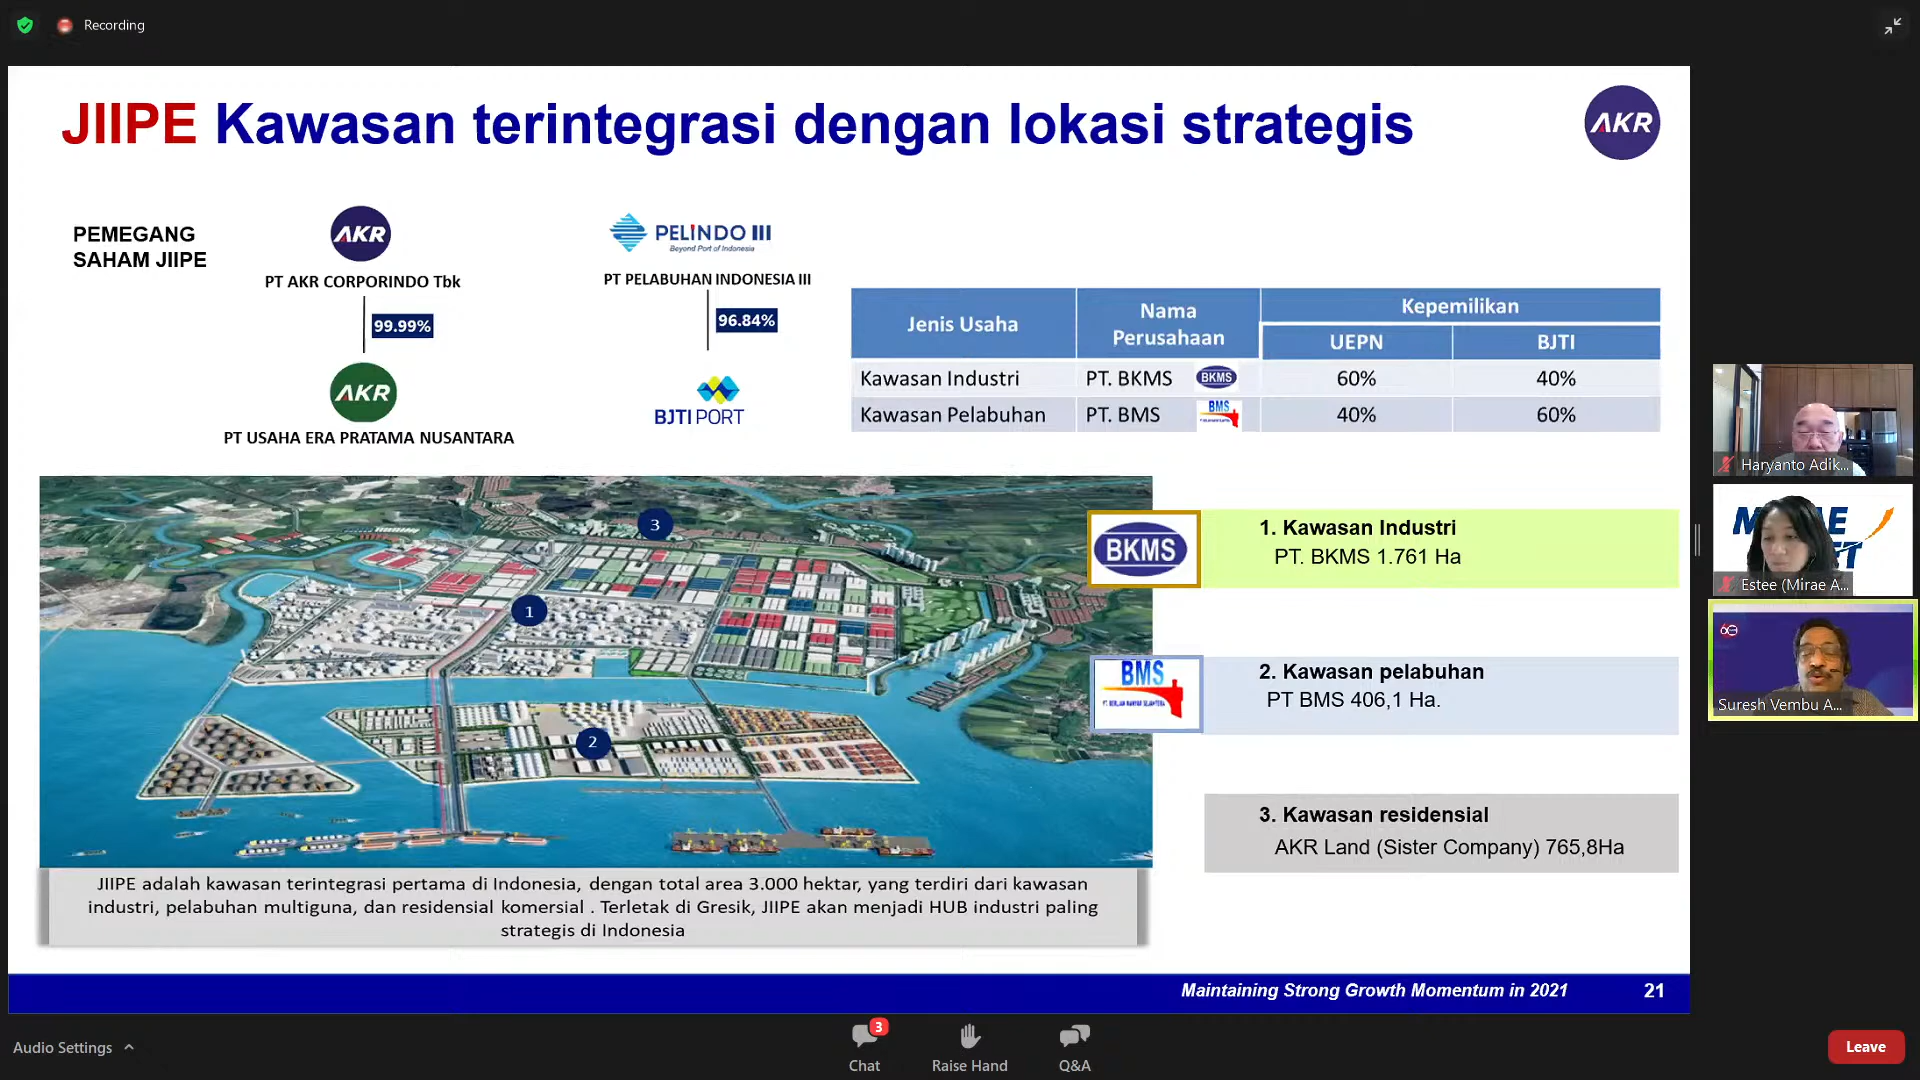 Recording
JIIPE Kawasan terintegrasi dengan lokasi strategis
AKR
PEMEGANG
SAHAM JIIPE
AKR
PT AKR CORPORINDO Tbk
99.99%
AKR
PT USAHA ERA PRATAMA NUSANTARA
PELINDO III
Beyond Port of Indonesia
PT PELABUHAN INDONESIA III
96.84%
BJTI PORT
Jenis Usaha
Nama
Perusahaan
Kepemilikan
UEPN
BJTI
Kawasan Industri
PT. BKMS
BKMS
60%
40%
Kawasan Pelabuhan
PT. BMS
BMS
40%
60%
3
1
2
BKMS
1. Kawasan Industri
PT. BKMS 1.761 Ha
BMS
2. Kawasan pelabuhan
PT BMS 406,1 Ha.
3. Kawasan residensial
AKR Land (Sister Company) 765,8Ha
JIIPE adalah kawasan terintegrasi pertama di Indonesia, dengan total area 3.000 hektar, yang terdiri dari kawasan
industri, pelabuhan multiguna, dan residensial komersial . Terletak di Gresik, JIIPE akan menjadi HUB industri paling
strategis di Indonesia
Maintaining Strong Growth Momentum in 2021
21
Haryanto Adik...
Estee (Mirae A...
Suresh Vembu A...
Audio Settings
3
Chat
Raise Hand
Q&A
Leave